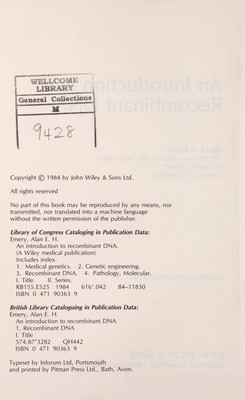 WELLCOME
LIBRARY
General Collections
M
9428
Copyright © 1984 by John Wiley & Sons Ltd.
All rights reserved
No part of this book may be reproduced by any means, nor
transmitted, nor translated into a machine language
without the written permission of the publisher.
Library of Congress Cataloging in Publication Data:
Emery, Alan E. H.
An introduction to recombinant DNA.
(A Wiley medical publication)
Includes index.
1. Medical genetics. 2. Genetic engineering.
3. Recombinant DNA. 4. Pathology, Molecular.
I. Title. II. Series.
RB155.E525 1984 616'.042 84–11830
ISBN 0 471 90363 9
British Library Cataloguing in Publication Data:
Emery, Alan E. H.
An introduction to recombinant DNA
1. Recombinant DNA
I. Title
574.87'3282 QH442
ISBN 0 471 90363 9
Typeset by Inforum Ltd, Portsmouth
and printed by Pitman Press Ltd., Bath, Avon.